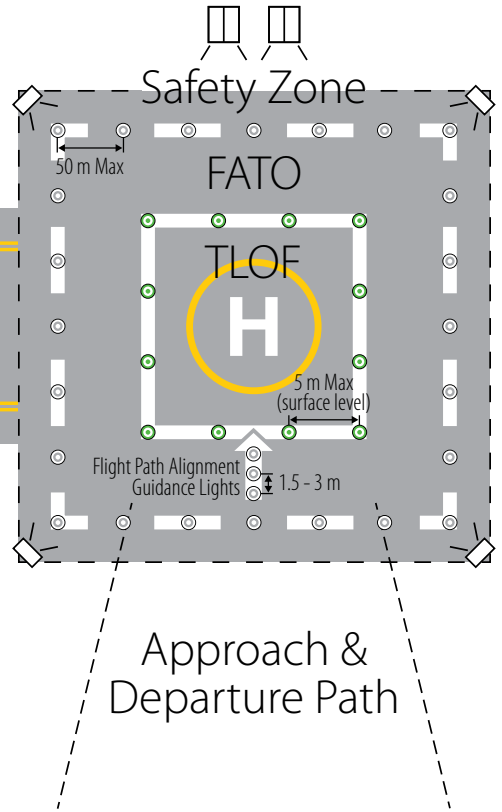 Safety Zone
50 m Max
FATO
TLOF
H
5 m Max
(surface level)
Flight Path Alignment
Guidance Lights
1.5 - 3 m
Approach &
Departure Path